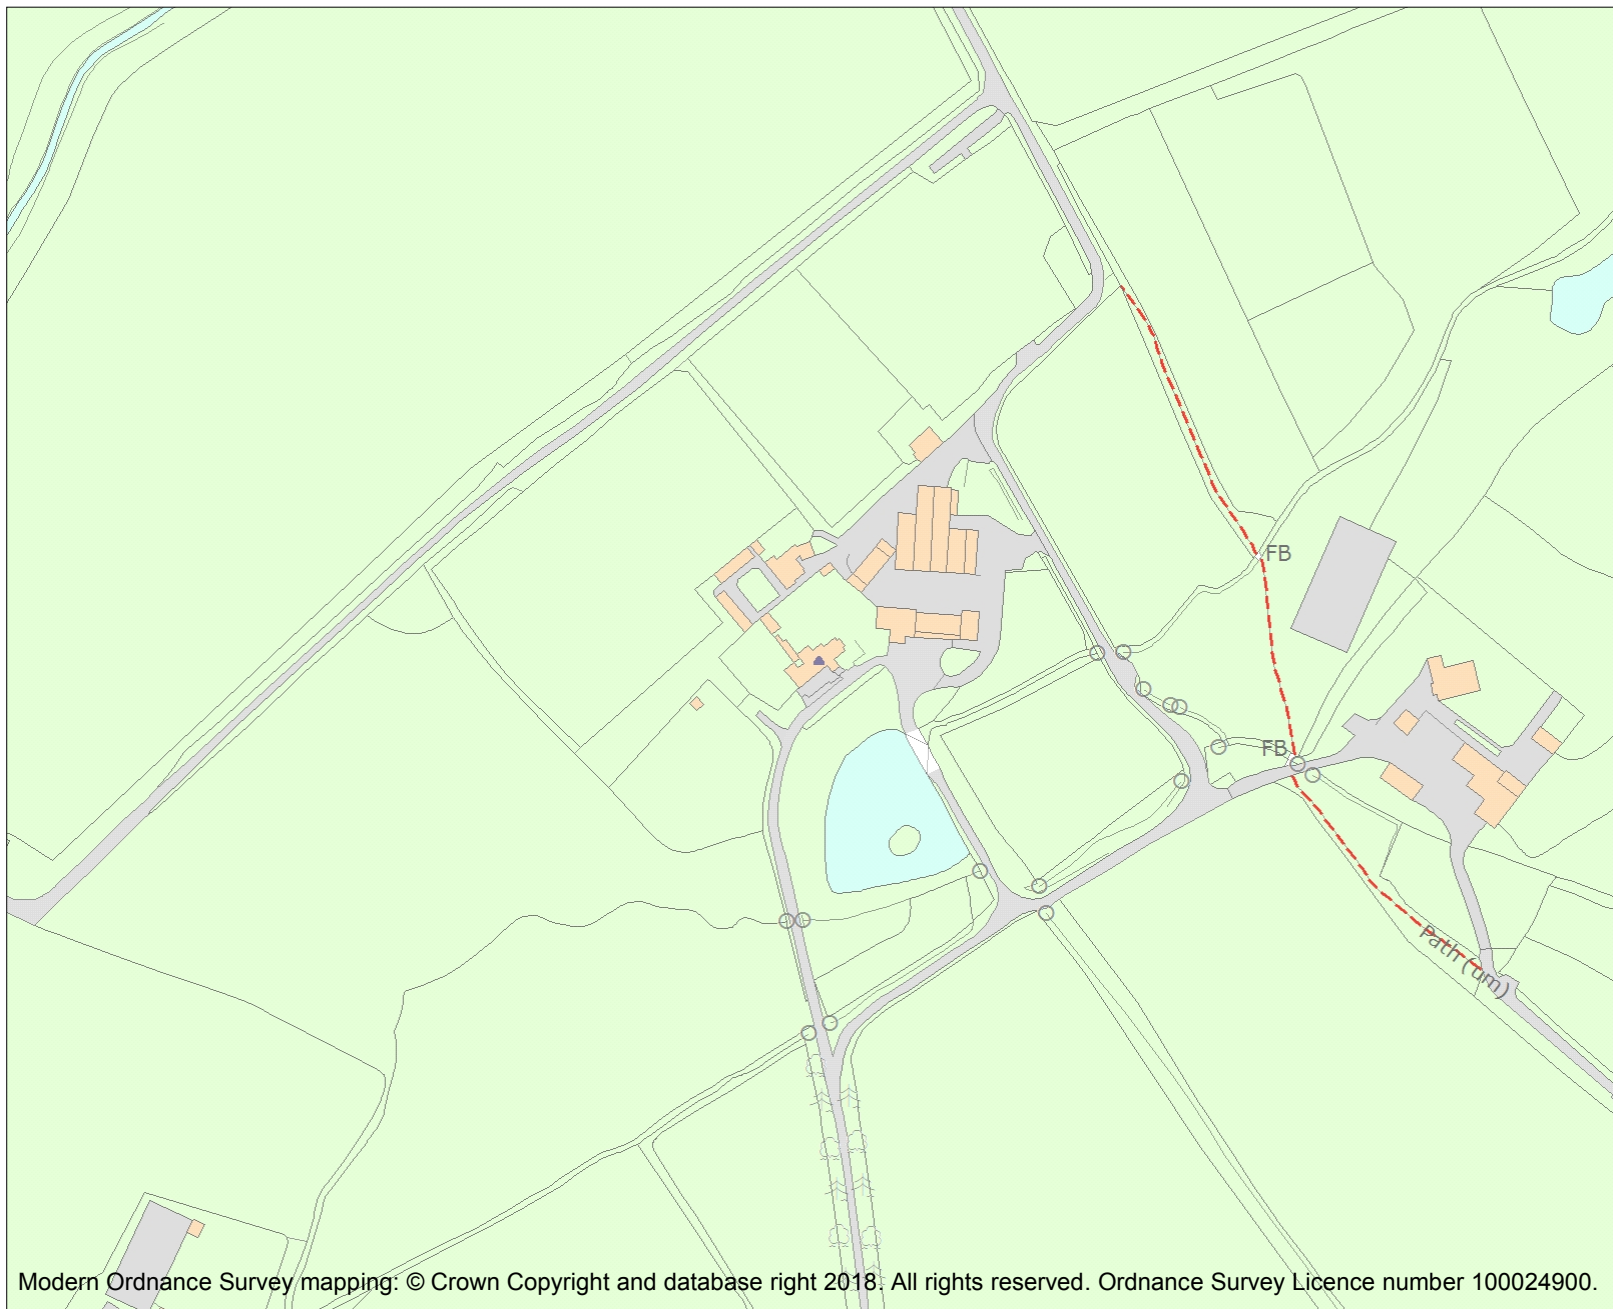 FB
FB
Path (um)
Modern Ordnance Survey mapping: © Crown Copyright and database right 2018. All rights reserved. Ordnance Survey Licence number 100024900.